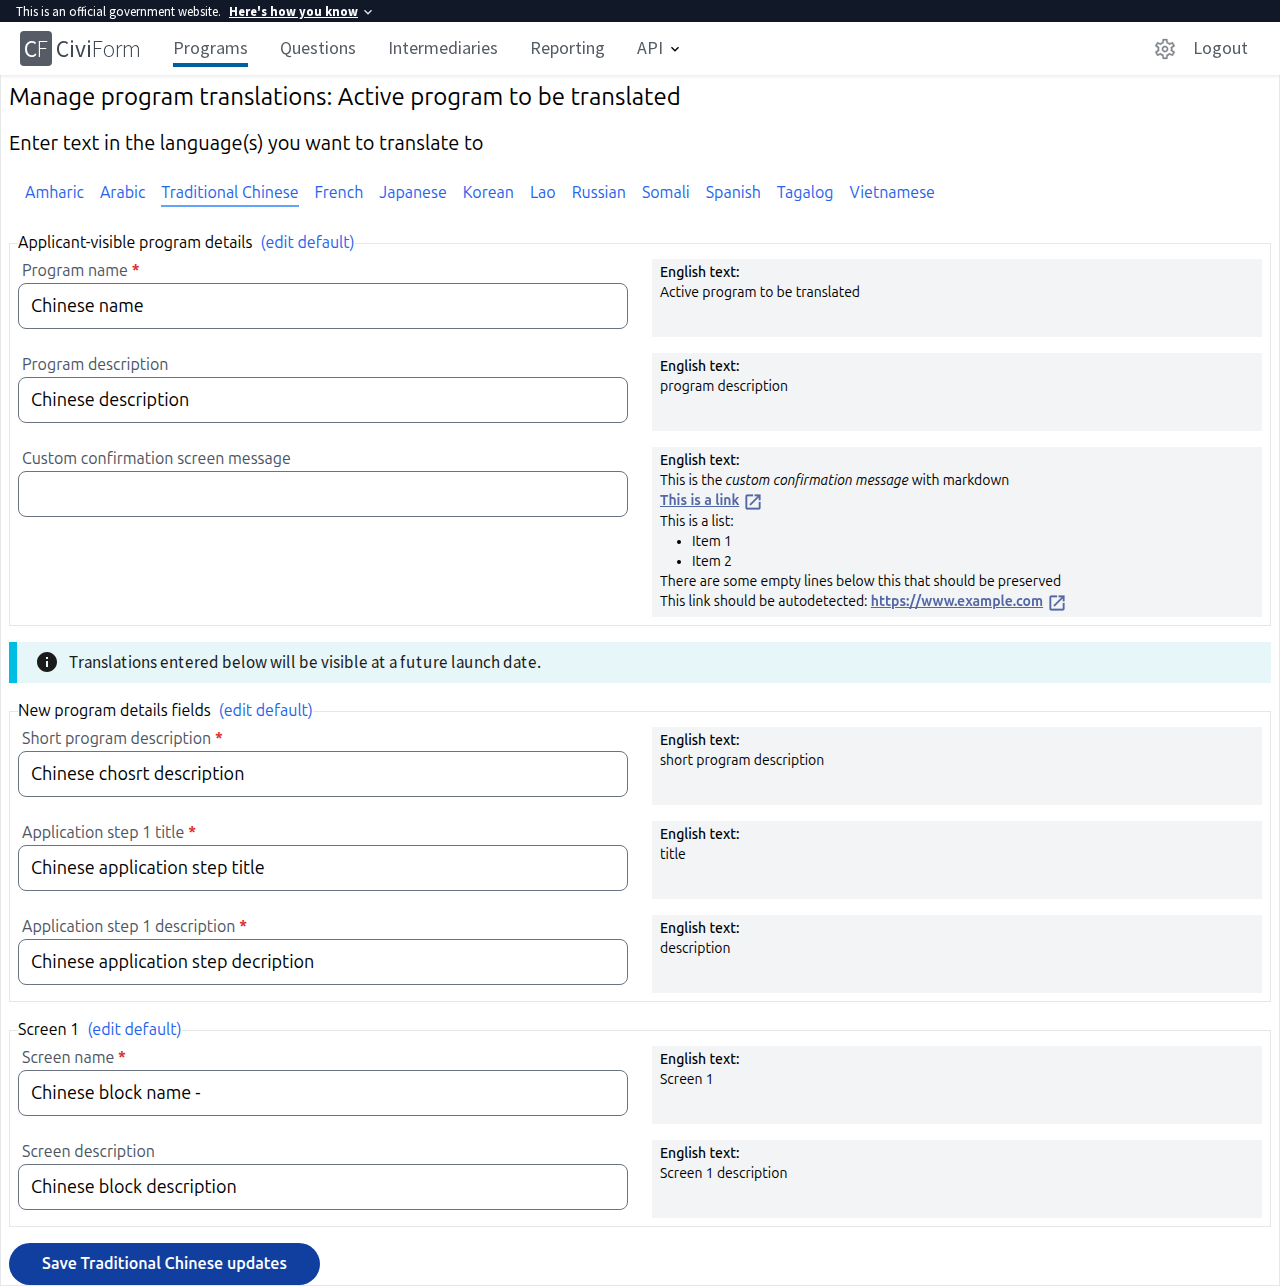 This is an official government website. Here's how you know
CF CiviForm Programs Questions Intermediaries Reporting API Logout
Manage program translations: Active program to be translated
Enter text in the language(s) you want to translate to
Amharic Arabic Traditional Chinese French Japanese Korean Lao Russian Somali Spanish Tagalog Vietnamese
Applicant-visible program details (edit default)
Program name *
Chinese name
English text:
Active program to be translated
Program description
Chinese description
English text:
program description
Custom confirmation screen message
English text:
This is the custom confirmation message with markdown
This is a link
This is a list:
• Item 1
• Item 2
There are some empty lines below this that should be preserved
This link should be autodetected: https://www.example.com
Translations entered below will be visible at a future launch date.
New program details fields (edit default)
Short program description *
Chinese chosrt description
English text:
short program description
Application step 1 title *
Chinese application step title
English text:
title
Application step 1 description *
Chinese application step decription
English text:
description
Screen 1 (edit default)
Screen name *
Chinese block name -
English text:
Screen 1
Screen description
Chinese block description
English text:
Screen 1 description
Save Traditional Chinese updates